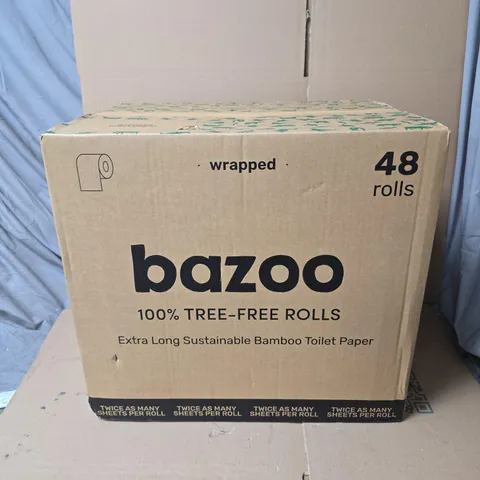 · wrapped ·
48
rolls
bazoo
100% TREE-FREE ROLLS
Extra Long Sustainable Bamboo Toilet Paper
TWICE AS MANY SHEETS PER ROLL
TWICE AS MANY SHEETS PER ROLL
TWICE AS MANY SHEETS PER ROLL
TWICE AS MANY SHEETS PER ROLL